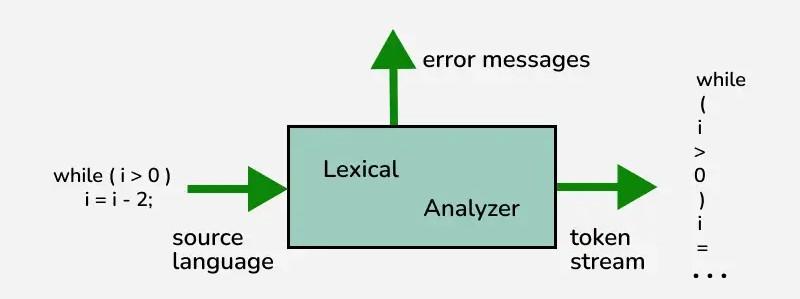 error messages
while ( i > 0 )
i = i - 2;
source
language
Lexical
Analyzer
token
stream
while
(
i
>
0
)
i
=
...